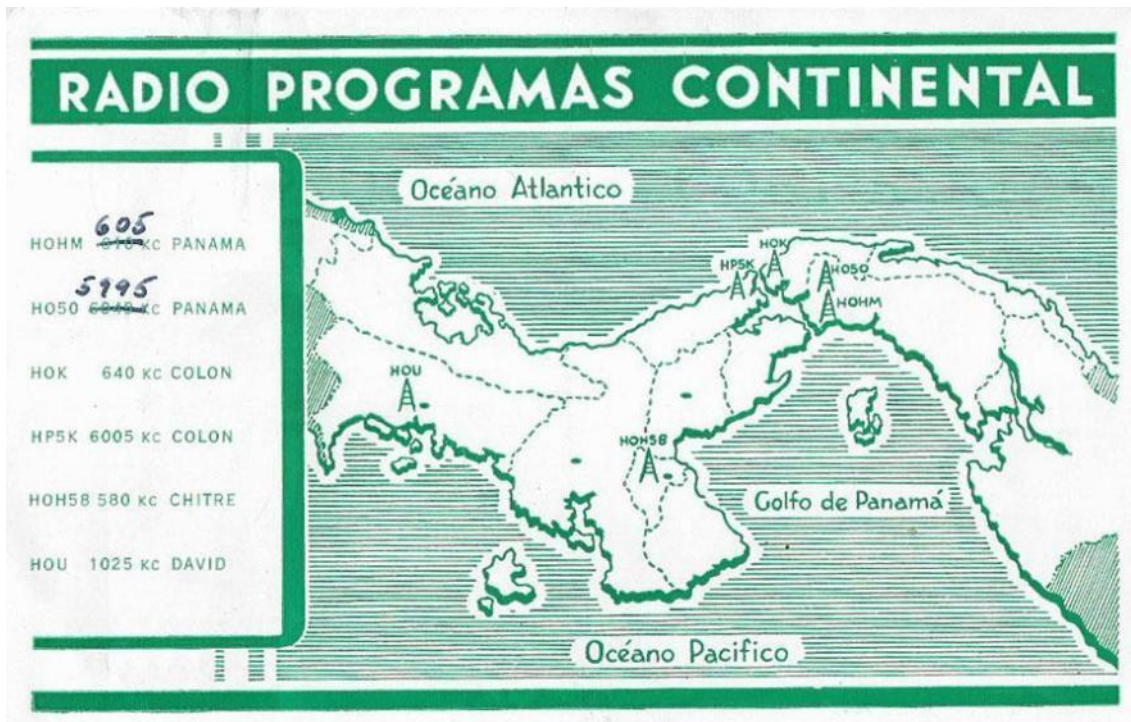 RADIO PROGRAMAS CONTINENTAL
605
HOHM KC PANAMA
5995
HO50 KC PANAMA
HOK 640 KC COLON
HP5K 6005 KC COLON
HOH58 580 KC CHITRE
HOU 1025 KC DAVID
Océano Atlantico
HOK
HP5K
HO50
HOHM
HOU
HOH58
Golfo de Panamá
Océano Pacifico